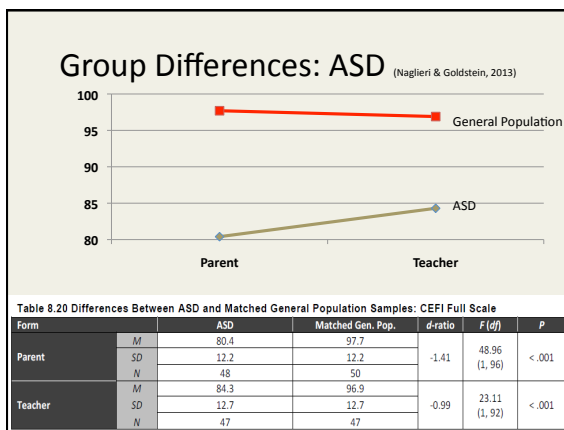 Group Differences: ASD (Naglieri & Goldstein, 2013)
100
95
90
85
80
General Population
ASD
Parent Teacher
Table 8.20 Differences Between ASD and Matched General Population Samples: CEFI Full Scale
Form ASD Matched Gen. Pop. d-ratio F (df) P
Parent M 80.4 97.7 -1.41 48.96 (1, 96) < .001
SD 12.2 12.2
N 48 50
Teacher M 84.3 96.9 -0.99 23.11 (1, 92) < .001
SD 12.7 12.7
N 47 47